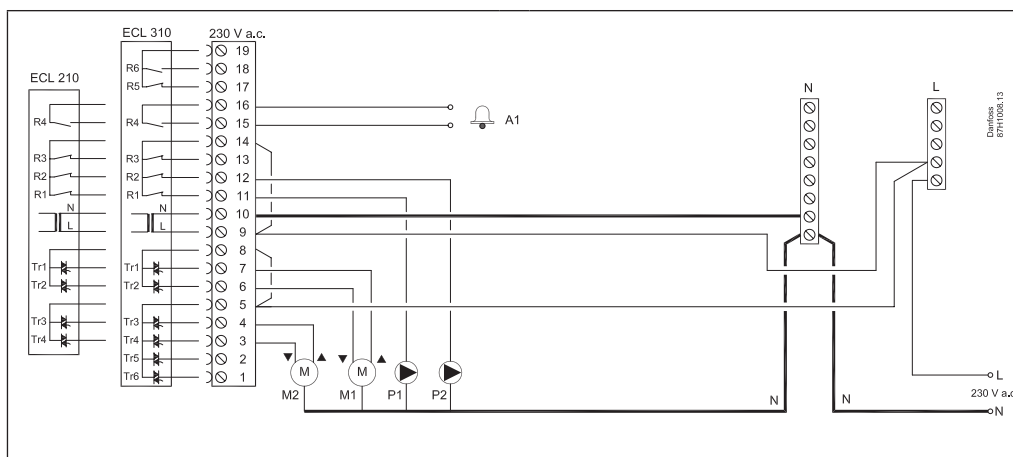 ECL 310
230 V a.c.
ECL 210
19
R6
18
R5
17
16
R4
R4
15
A1
14
R3
R3
13
R2
R2
12
R1
R1
11
N
N
10
L
L
9
8
Tr1
Tr1
7
Tr2
Tr2
6
5
Tr3
Tr3
4
Tr4
Tr4
3
Tr5
2
Tr6
1
M
M
M2
M1
P1
P2
N
L
Danfoss
87H1008.13
N
N
L
230 V a.c
N